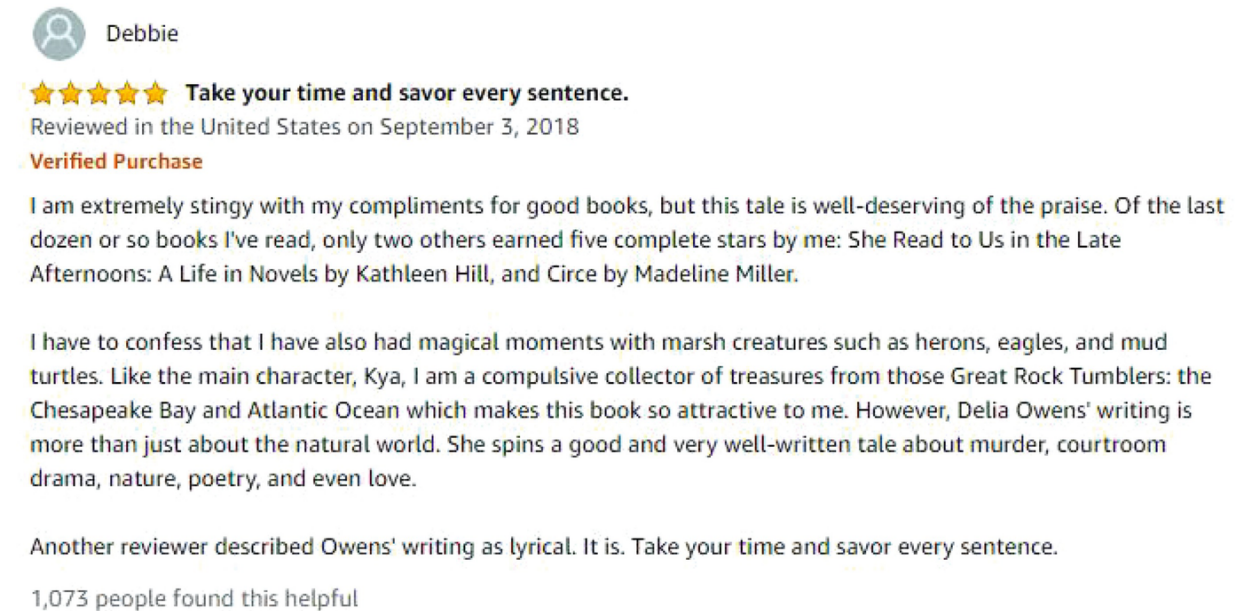 Debbie
Take your time and savor every sentence.
Reviewed in the United States on September 3, 2018
Verified Purchase
I am extremely stingy with my compliments for good books, but this tale is well-deserving of the praise. Of the last
dozen or so books I've read, only two others earned five complete stars by me: She Read to Us in the Late
Afternoons: A Life in Novels by Kathleen Hill, and Circe by Madeline Miller.
I have to confess that I have also had magical moments with marsh creatures such as herons, eagles, and mud
turtles. Like the main character, Kya, I am a compulsive collector of treasures from those Great Rock Tumblers: the
Chesapeake Bay and Atlantic Ocean which makes this book so attractive to me. However, Delia Owens' writing is
more than just about the natural world. She spins a good and very well-written tale about murder, courtroom
drama, nature, poetry, and even love.
Another reviewer described Owens' writing as lyrical. It is. Take your time and savor every sentence.
1,073 people found this helpful